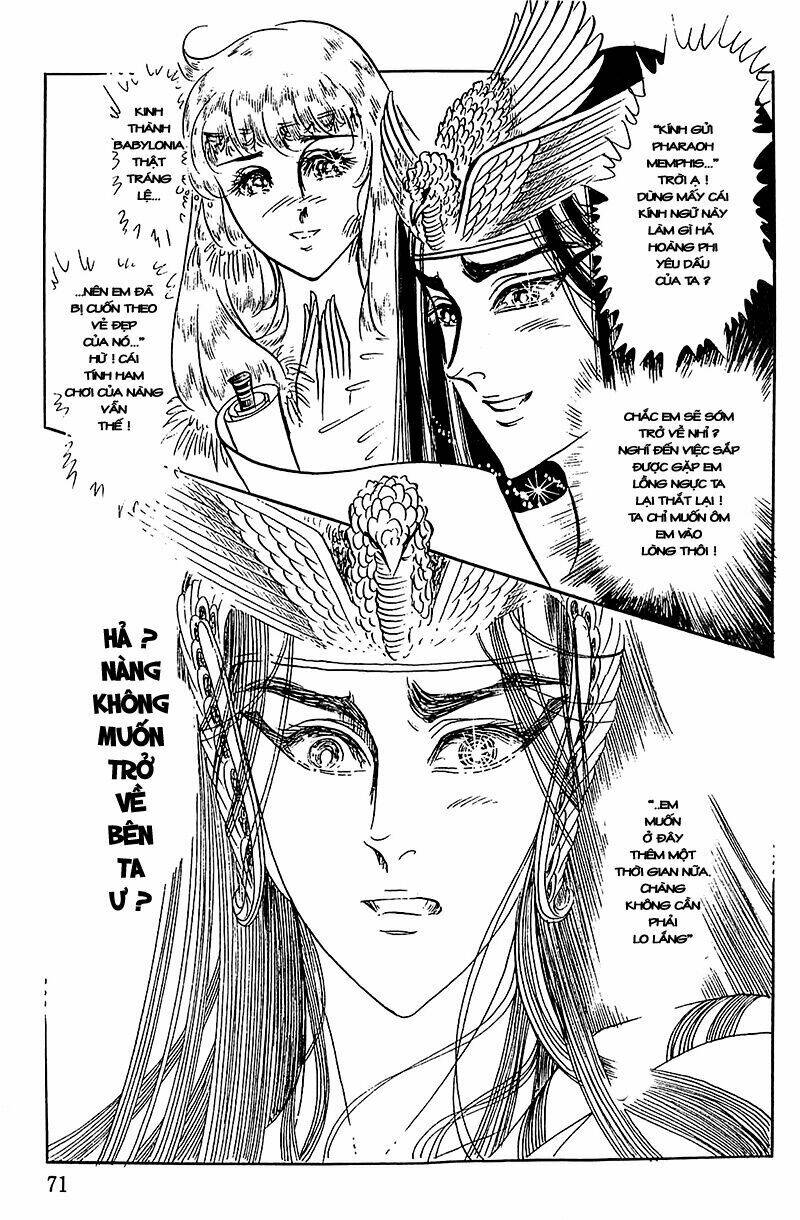 "KÍNH GỬI
PHARAOH
MEMPHIS..."
TRỜI Ạ !
DÙNG MẤY CÁI
KÍNH NGỮ NÀY
LÀM GÌ HẢ
HOÀNG PHI
YÊU DẤU
CỦA TA ?
KINH
THÀNH
BABYLONIA
THẬT
TRÁNG
LỆ...
...NÊN EM ĐÃ
BỊ CUỐN THEO
VẺ ĐẸP
CỦA NÓ..."
HỪ ! CÁI
TÍNH HAM
CHƠI CỦA NÀNG
VẪN
THẾ !
CHẮC EM SẼ SỚM
TRỞ VỀ NHỈ ?
NGHĨ ĐẾN VIỆC SẮP
ĐƯỢC GẶP EM
LỒNG NGỰC TA
LẠI THẮT LẠI !
TA CHỈ MUỐN ÔM
EM VÀO
LÒNG THÔI !
"..EM
MUỐN
Ở ĐÂY
THÊM MỘT
THỜI GIAN NỮA.
CHÀNG
KHÔNG CẦN
PHẢI
LO LẮNG"
HẢ ?
NÀNG
KHÔNG
MUỐN
TRỞ
VỀ
BÊN
TA
Ư ?
71